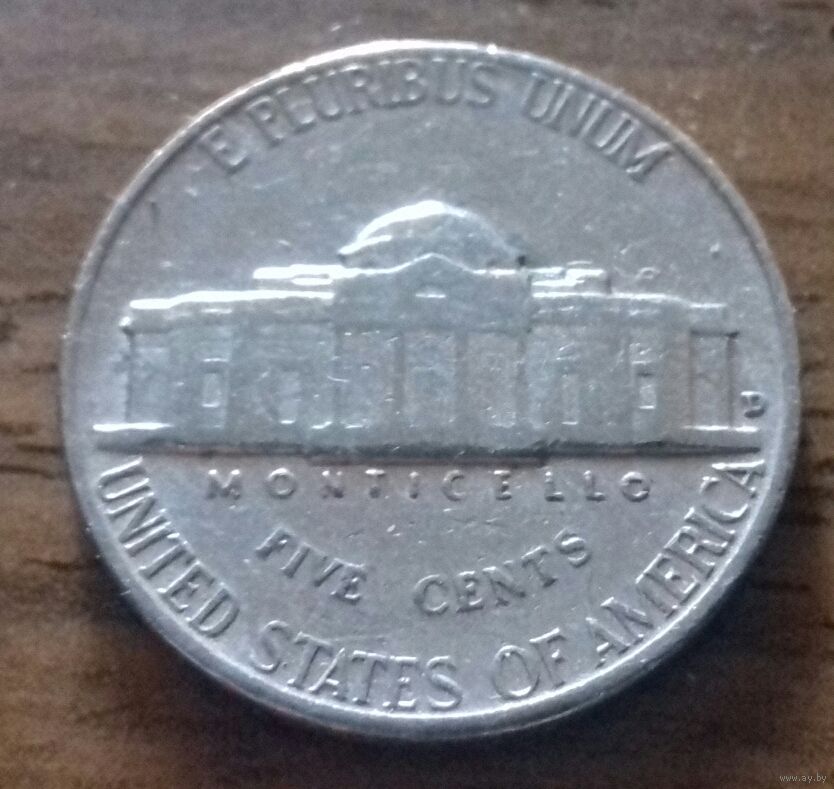 E PLURIBUS UNUM
D
MONTICELLO
FIVE CENTS
UNITED STATES OF AMERICA
www.ay.by